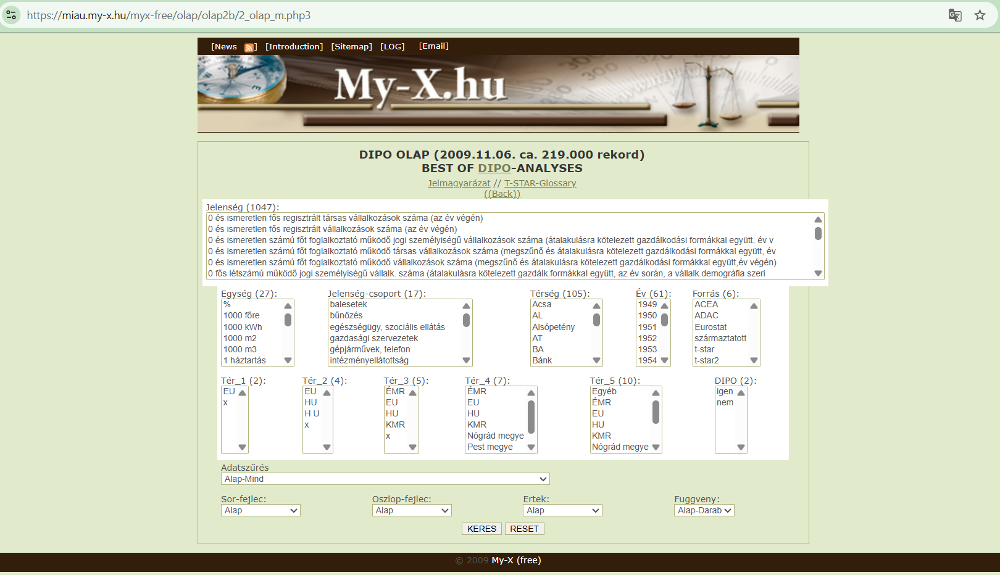 https://miau.my-x.hu/myx-free/olap/olap2b/2_olap_m.php3
[News ] [Introduction] [Sitemap] [LOG] [Email]
My-X.hu
DIPO OLAP (2009.11.06. ca. 219.000 rekord)
BEST OF DIPO-ANALYSES
Jelmagyarázat // T-STAR-Glossary
((Back))
Jelenség (1047):
0 és ismeretlen fős regisztrált társas vállalkozások száma (az év végén)
0 és ismeretlen fős regisztrált vállalkozások száma (az év végén)
0 és ismeretlen számú főt foglalkoztató működő jogi személyiségű vállalkozások száma (átalakulásra kötelezett gazdálkodási formákkal együtt, év v
0 és ismeretlen számú főt foglalkoztató működő társas vállalkozások száma (megszűnő és átalakulásra kötelezett gazdálkodási formákkal együtt, év
0 és ismeretlen számú főt foglalkoztató működő vállalkozások száma (megszűnő és átalakulásra kötelezett gazdálkodási formákkal együtt,év végén)
0 fős létszámú működő jogi személyiségű vállalk. száma (átalakulásra kötelezett gazdálk.formákkal együtt, az év során, a vállalk.demográfia szeri
Egység (27): Jelenség-csoport (17): Térség (105): Év (61): Forrás (6):
% balesetek Acsa 1949 ACEA
1000 főre bűnözés AL 1950 ADAC
1000 kWh egészségügy, szociális ellátás Alsópetény 1951 Eurostat
1000 m2 gazdasági szervezetek AT 1952 származtatott
1000 m3 gépjárművek, telefon BA 1953 t-star
1 háztartás intézményellátottság Bánk 1954 t-star2
Tér_1 (2): Tér_2 (4): Tér_3 (5): Tér_4 (7): Tér_5 (10): DIPO (2):
EU EU ÉMR ÉMR Egyéb igen
x HU EU EU ÉMR nem
H U HU HU EU
x KMR KMR HU
x Nógrád megye KMR
Pest megye Nógrád megye
Adatszűrés
Alap-Mind
Sor-fejlec: Oszlop-fejlec: Ertek: Fuggveny:
Alap Alap Alap Alap-Darab
KERES RESET
© 2009 My-X (free)